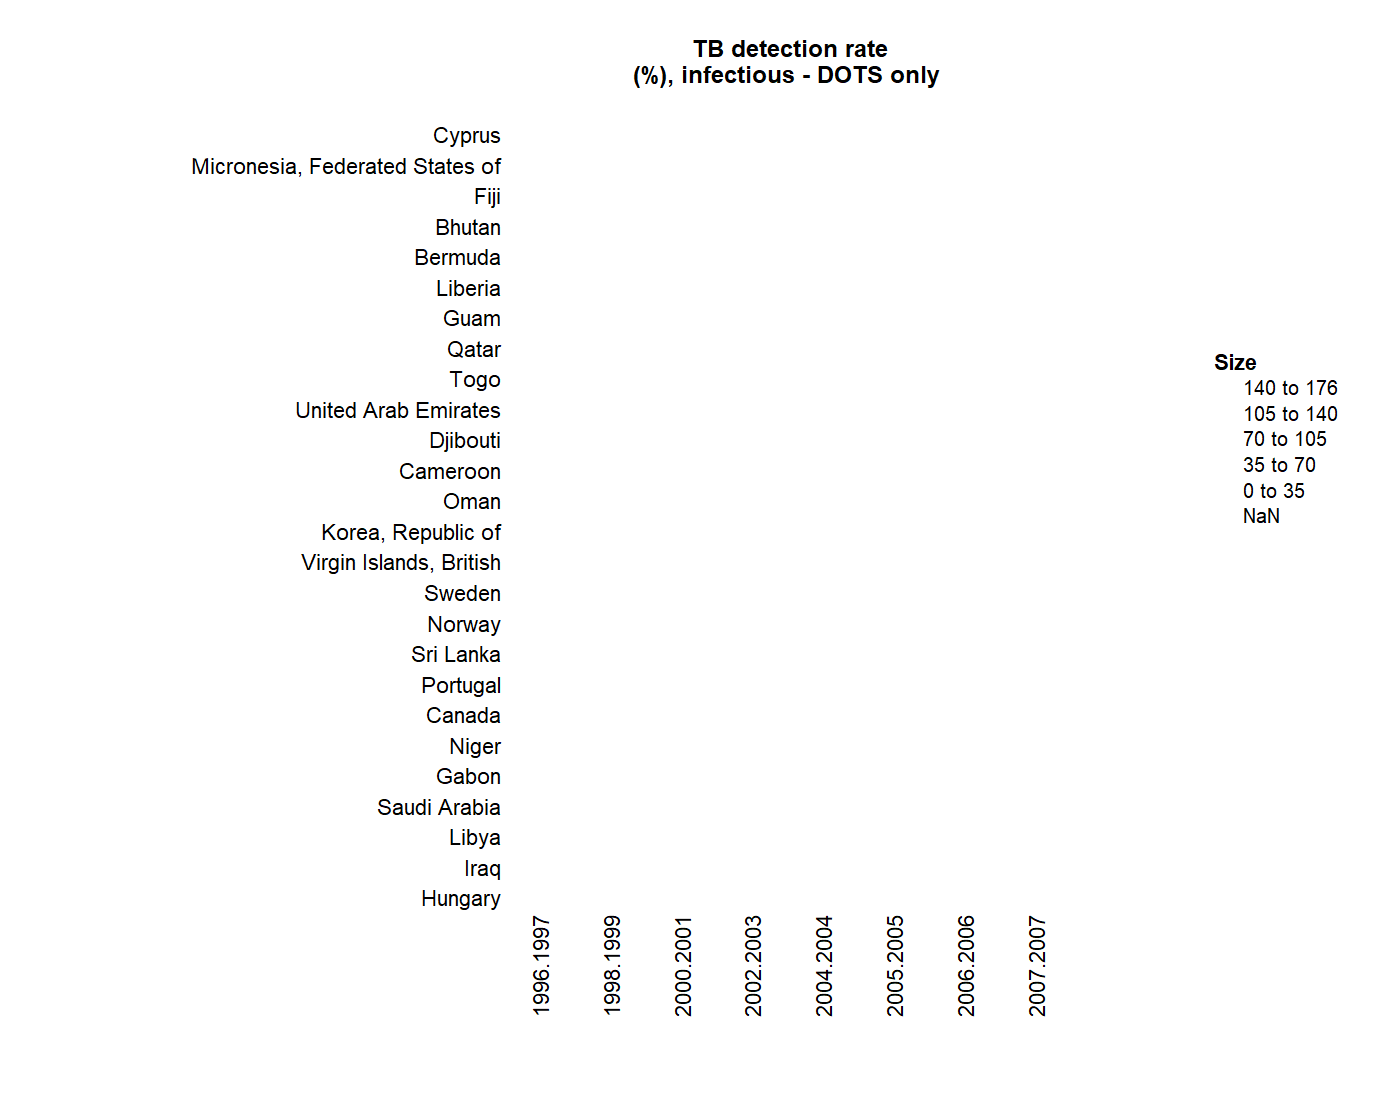 TB detection rate
(%), infectious - DOTS only
Cyprus
Micronesia, Federated States of
Fiji
Bhutan
Bermuda
Liberia
Guam
Qatar
Togo
United Arab Emirates
Djibouti
Cameroon
Oman
Korea, Republic of
Virgin Islands, British
Sweden
Norway
Sri Lanka
Portugal
Canada
Niger
Gabon
Saudi Arabia
Libya
Iraq
Hungary
1996.1997
1998.1999
2000.2001
2002.2003
2004.2004
2005.2005
2006.2006
2007.2007
Size
140 to 176
105 to 140
70 to 105
35 to 70
0 to 35
NaN